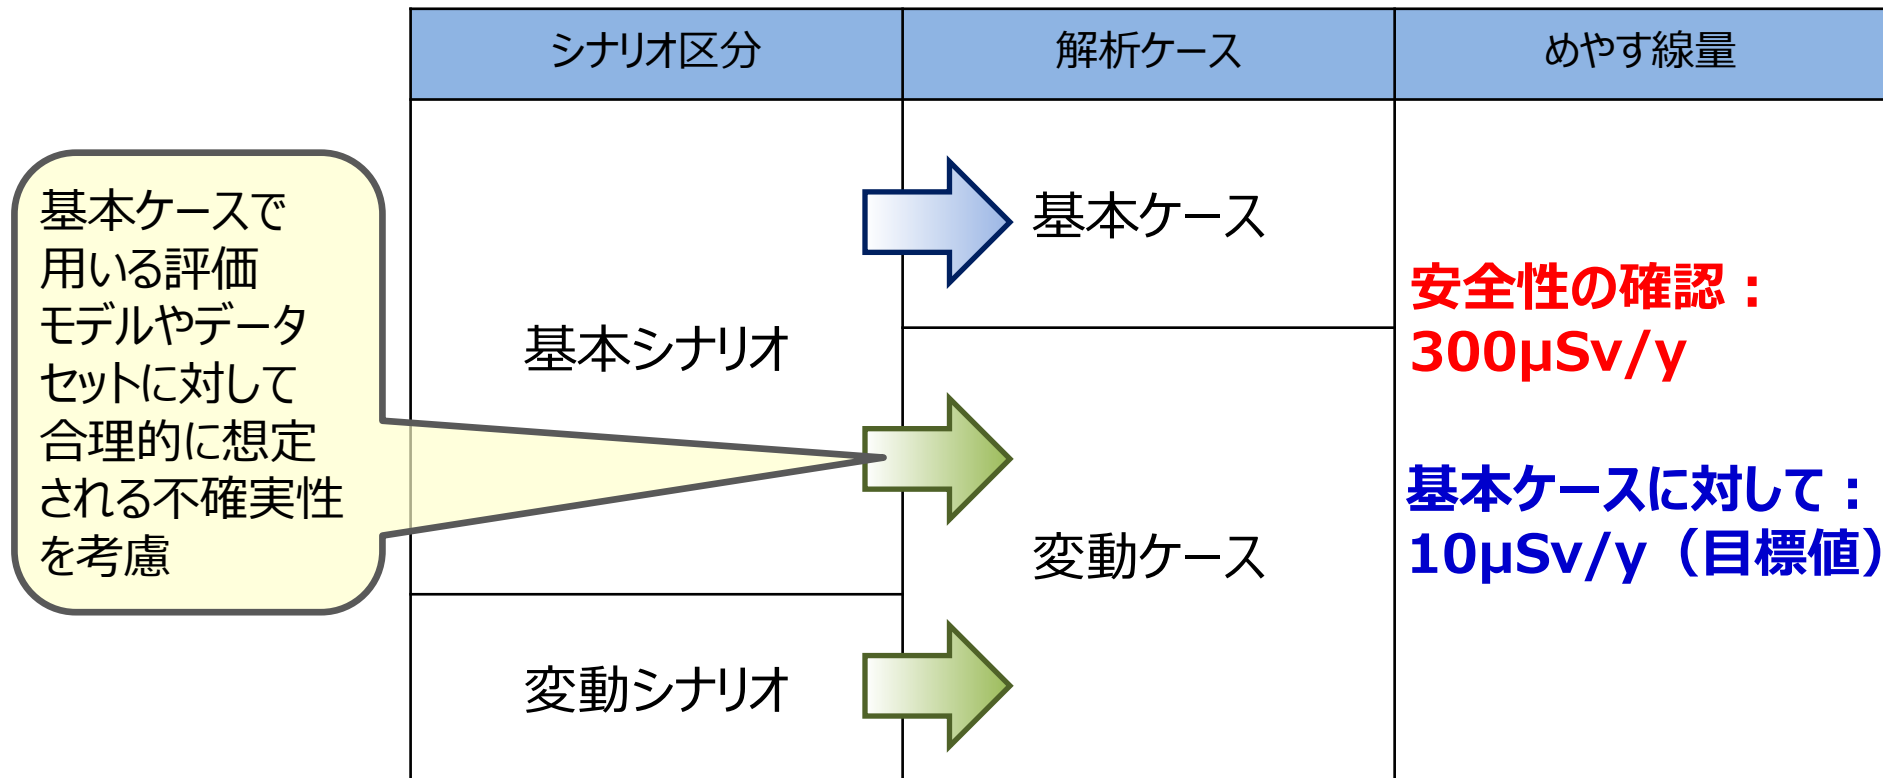 シナリオ区分
解析ケース
めやす線量
基本ケースで
用いる評価
モデルやデータ
セットに対して
合理的に想定
される不確実性
を考慮
基本シナリオ
変動シナリオ
基本ケース
変動ケース
安全性の確認：
300μSv/y
基本ケースに対して：
10μSv/y（目標値）